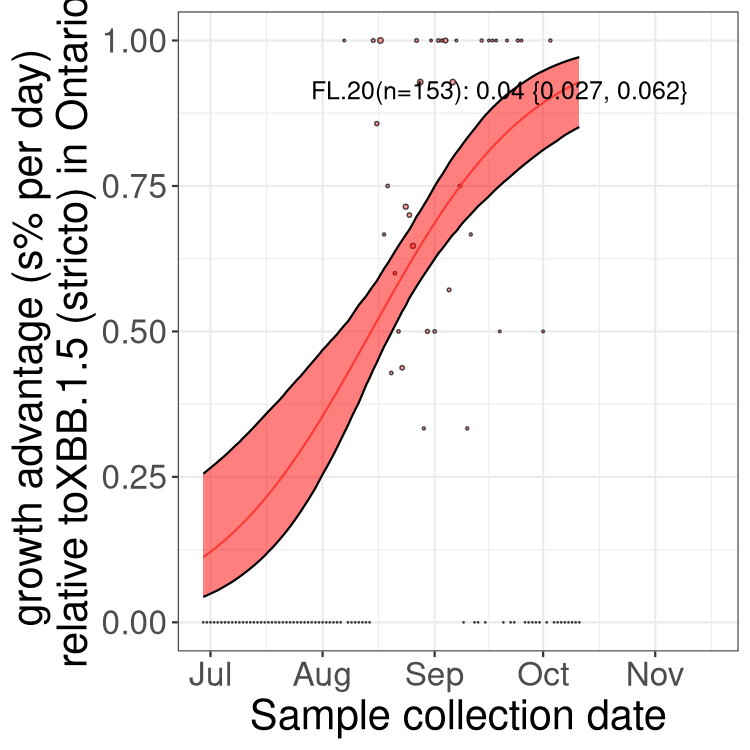 growth advantage (s% per day)
relative toXBB.1.5 (stricto) in Ontario
1.00
0.75
0.50
0.25
0.00
FL.20(n=153): 0.04 {0.027, 0.062}
Jul Aug Sep Oct Nov
Sample collection date